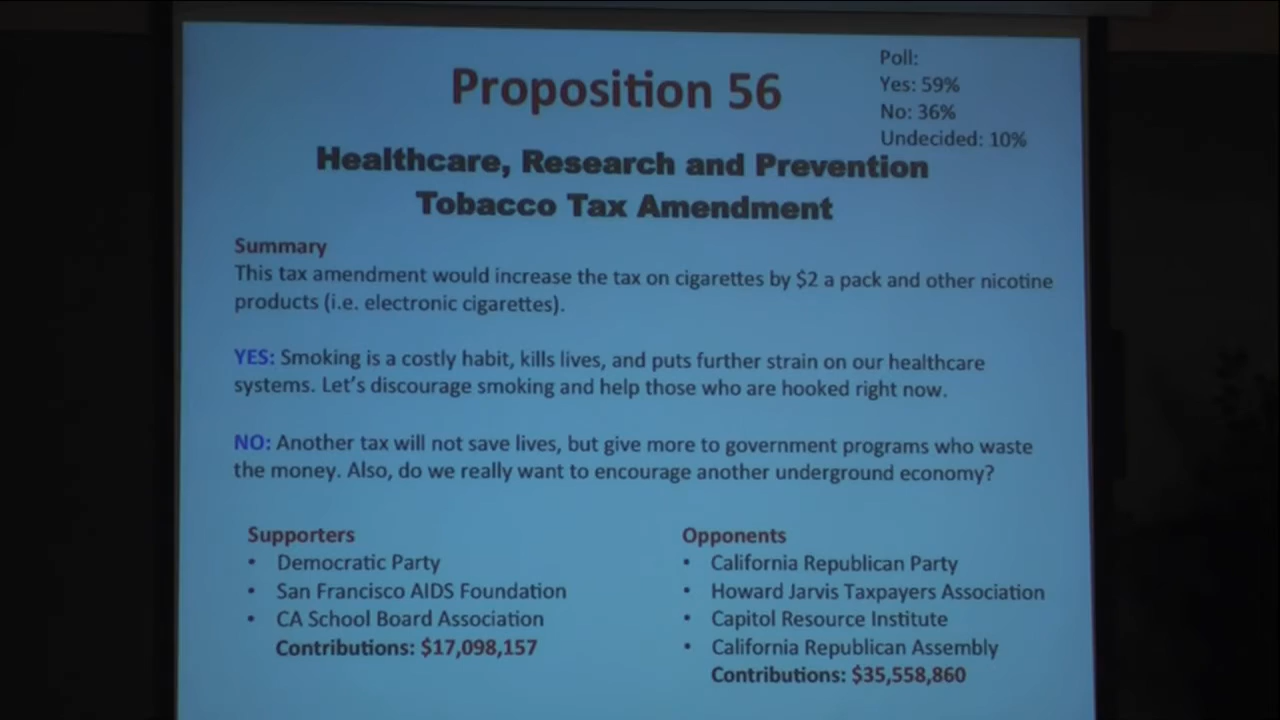 Proposition 56
Poll:
Yes: 59%
No: 36%
Undecided: 10%
Healthcare, Research and Prevention
Tobacco Tax Amendment
Summary
This tax amendment would increase the tax on cigarettes by $2 a pack and other nicotine
products (i.e. electronic cigarettes).
YES: Smoking is a costly habit, kills lives, and puts further strain on our healthcare
systems. Let's discourage smoking and help those who are hooked right now.
NO: Another tax will not save lives, but give more to government programs who waste
the money. Also, do we really want to encourage another underground economy?
Supporters
• Democratic Party
• San Francisco AIDS Foundation
• CA School Board Association
Contributions: $17,098,157
Opponents
• California Republican Party
• Howard Jarvis Taxpayers Association
• Capitol Resource Institute
• California Republican Assembly
Contributions: $35,558,860